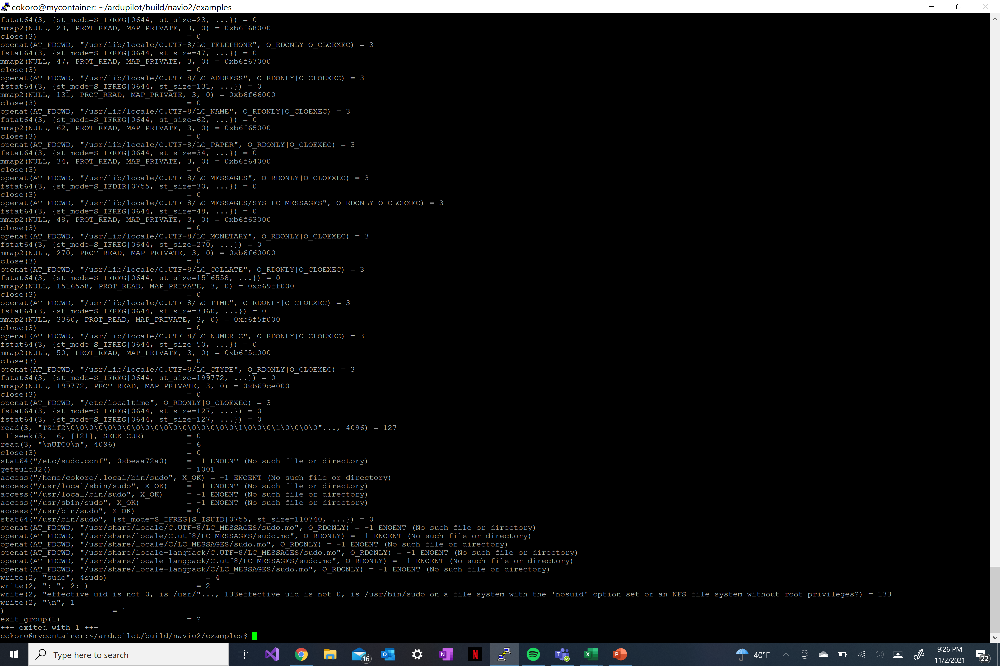 cokoro@mycontainer: ~/ardupilot/build/navio2/examples
fstat64(3, {st_mode=S_IFREG|0644, st_size=23, ...}) = 0
mmap2(NULL, 23, PROT_READ, MAP_PRIVATE, 3, 0) = 0xb6f68000
close(3) = 0
openat(AT_FDCWD, "/usr/lib/locale/C.UTF-8/LC_TELEPHONE", O_RDONLY|O_CLOEXEC) = 3
fstat64(3, {st_mode=S_IFREG|0644, st_size=47, ...}) = 0
mmap2(NULL, 47, PROT_READ, MAP_PRIVATE, 3, 0) = 0xb6f67000
close(3) = 0
openat(AT_FDCWD, "/usr/lib/locale/C.UTF-8/LC_ADDRESS", O_RDONLY|O_CLOEXEC) = 3
fstat64(3, {st_mode=S_IFREG|0644, st_size=131, ...}) = 0
mmap2(NULL, 131, PROT_READ, MAP_PRIVATE, 3, 0) = 0xb6f66000
close(3) = 0
openat(AT_FDCWD, "/usr/lib/locale/C.UTF-8/LC_NAME", O_RDONLY|O_CLOEXEC) = 3
fstat64(3, {st_mode=S_IFREG|0644, st_size=62, ...}) = 0
mmap2(NULL, 62, PROT_READ, MAP_PRIVATE, 3, 0) = 0xb6f65000
close(3) = 0
openat(AT_FDCWD, "/usr/lib/locale/C.UTF-8/LC_PAPER", O_RDONLY|O_CLOEXEC) = 3
fstat64(3, {st_mode=S_IFREG|0644, st_size=34, ...}) = 0
mmap2(NULL, 34, PROT_READ, MAP_PRIVATE, 3, 0) = 0xb6f64000
close(3) = 0
openat(AT_FDCWD, "/usr/lib/locale/C.UTF-8/LC_MESSAGES", O_RDONLY|O_CLOEXEC) = 3
fstat64(3, {st_mode=S_IFDIR|0755, st_size=30, ...}) = 0
close(3) = 0
openat(AT_FDCWD, "/usr/lib/locale/C.UTF-8/LC_MESSAGES/SYS_LC_MESSAGES", O_RDONLY|O_CLOEXEC) = 3
fstat64(3, {st_mode=S_IFREG|0644, st_size=48, ...}) = 0
mmap2(NULL, 48, PROT_READ, MAP_PRIVATE, 3, 0) = 0xb6f63000
close(3) = 0
openat(AT_FDCWD, "/usr/lib/locale/C.UTF-8/LC_MONETARY", O_RDONLY|O_CLOEXEC) = 3
fstat64(3, {st_mode=S_IFREG|0644, st_size=270, ...}) = 0
mmap2(NULL, 270, PROT_READ, MAP_PRIVATE, 3, 0) = 0xb6f60000
close(3) = 0
openat(AT_FDCWD, "/usr/lib/locale/C.UTF-8/LC_COLLATE", O_RDONLY|O_CLOEXEC) = 3
fstat64(3, {st_mode=S_IFREG|0644, st_size=1516558, ...}) = 0
mmap2(NULL, 1516558, PROT_READ, MAP_PRIVATE, 3, 0) = 0xb69ff000
close(3) = 0
openat(AT_FDCWD, "/usr/lib/locale/C.UTF-8/LC_TIME", O_RDONLY|O_CLOEXEC) = 3
fstat64(3, {st_mode=S_IFREG|0644, st_size=3360, ...}) = 0
mmap2(NULL, 3360, PROT_READ, MAP_PRIVATE, 3, 0) = 0xb6f5f000
close(3) = 0
openat(AT_FDCWD, "/usr/lib/locale/C.UTF-8/LC_NUMERIC", O_RDONLY|O_CLOEXEC) = 3
fstat64(3, {st_mode=S_IFREG|0644, st_size=50, ...}) = 0
mmap2(NULL, 50, PROT_READ, MAP_PRIVATE, 3, 0) = 0xb6f5e000
close(3) = 0
openat(AT_FDCWD, "/usr/lib/locale/C.UTF-8/LC_CTYPE", O_RDONLY|O_CLOEXEC) = 3
fstat64(3, {st_mode=S_IFREG|0644, st_size=199772, ...}) = 0
mmap2(NULL, 199772, PROT_READ, MAP_PRIVATE, 3, 0) = 0xb69ce000
close(3) = 0
openat(AT_FDCWD, "/etc/localtime", O_RDONLY|O_CLOEXEC) = 3
fstat64(3, {st_mode=S_IFREG|0644, st_size=127, ...}) = 0
fstat64(3, {st_mode=S_IFREG|0644, st_size=127, ...}) = 0
read(3, "TZif2\0\0\0\0\0\0\0\0\0\0\0\0\0\0\0\0\0\0\0\1\0\0\0\1\0\0\0\0"..., 4096) = 127
_llseek(3, -6, [121], SEEK_CUR) = 0
read(3, "\nUTC0\n", 4096) = 6
close(3) = 0
stat64("/etc/sudo.conf", 0xbeaa72a0) = -1 ENOENT (No such file or directory)
geteuid32() = 1001
access("/home/cokoro/.local/bin/sudo", X_OK) = -1 ENOENT (No such file or directory)
access("/usr/local/sbin/sudo", X_OK) = -1 ENOENT (No such file or directory)
access("/usr/local/bin/sudo", X_OK) = -1 ENOENT (No such file or directory)
access("/usr/sbin/sudo", X_OK) = -1 ENOENT (No such file or directory)
access("/usr/bin/sudo", X_OK) = 0
stat64("/usr/bin/sudo", {st_mode=S_IFREG|S_ISUID|0755, st_size=110740, ...}) = 0
openat(AT_FDCWD, "/usr/share/locale/C.UTF-8/LC_MESSAGES/sudo.mo", O_RDONLY) = -1 ENOENT (No such file or directory)
openat(AT_FDCWD, "/usr/share/locale/C.utf8/LC_MESSAGES/sudo.mo", O_RDONLY) = -1 ENOENT (No such file or directory)
openat(AT_FDCWD, "/usr/share/locale/C/LC_MESSAGES/sudo.mo", O_RDONLY) = -1 ENOENT (No such file or directory)
openat(AT_FDCWD, "/usr/share/locale-langpack/C.UTF-8/LC_MESSAGES/sudo.mo", O_RDONLY) = -1 ENOENT (No such file or directory)
openat(AT_FDCWD, "/usr/share/locale-langpack/C.utf8/LC_MESSAGES/sudo.mo", O_RDONLY) = -1 ENOENT (No such file or directory)
openat(AT_FDCWD, "/usr/share/locale-langpack/C/LC_MESSAGES/sudo.mo", O_RDONLY) = -1 ENOENT (No such file or directory)
write(2, "sudo", 4sudo) = 4
write(2, ": ", 2: ) = 2
write(2, "effective uid is not 0, is /usr/"..., 133effective uid is not 0, is /usr/bin/sudo on a file system with the 'nosuid' option set or an NFS file system without root privileges?) = 133
write(2, "\n", 1
) = 1
exit_group(1) = ?
+++ exited with 1 +++
cokoro@mycontainer:~/ardupilot/build/navio2/examples$
Type here to search
16
40°F
9:26 PM
11/2/2021
22